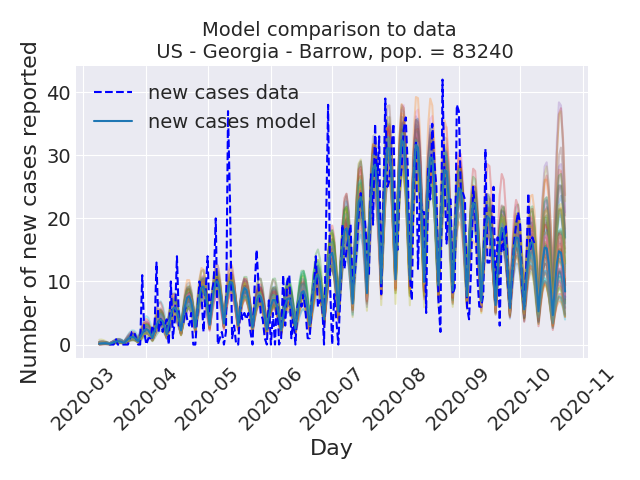 Model comparison to data
US - Georgia - Barrow, pop. = 83240
Number of new cases reported
40
30
20
10
0
new cases data
new cases model
2020-03
2020-04
2020-05
2020-06
2020-07
2020-08
2020-09
2020-10
2020-11
Day